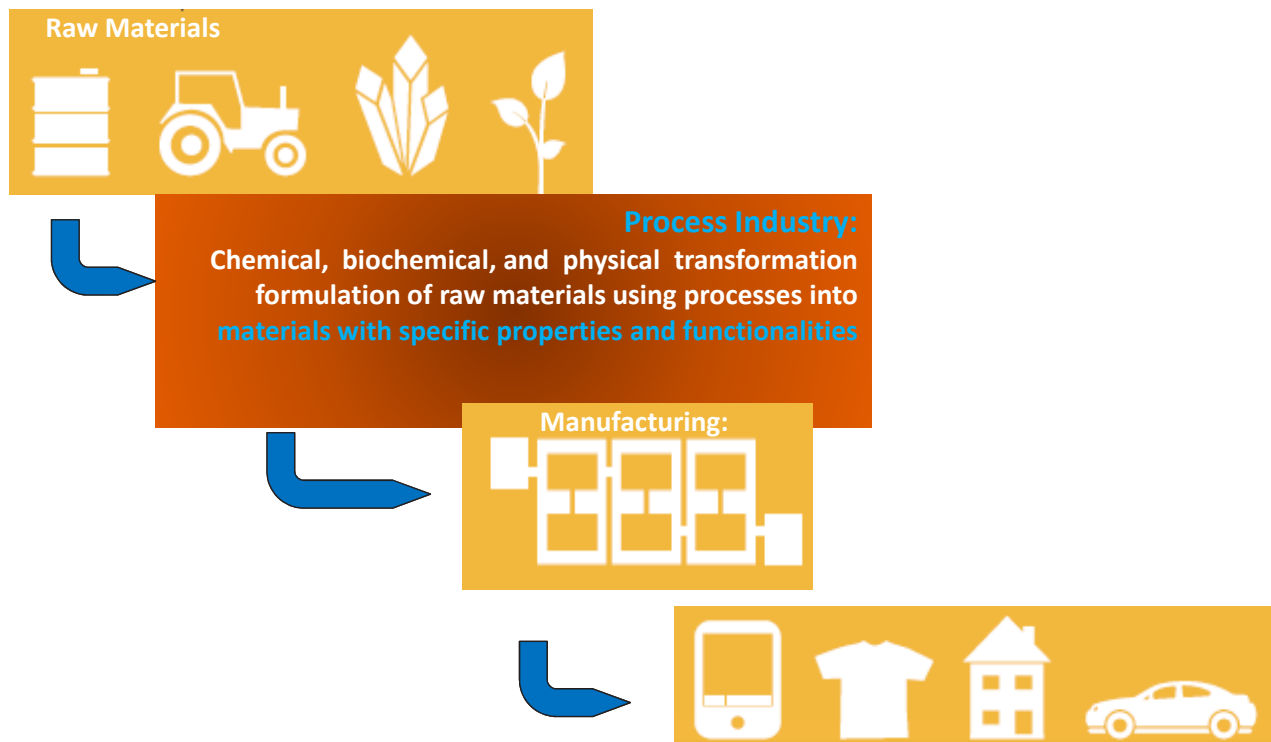 Raw Materials
Process Industry:
Chemical, biochemical, and physical transformation
formulation of raw materials using processes into
materials with specific properties and functionalities
Manufacturing: